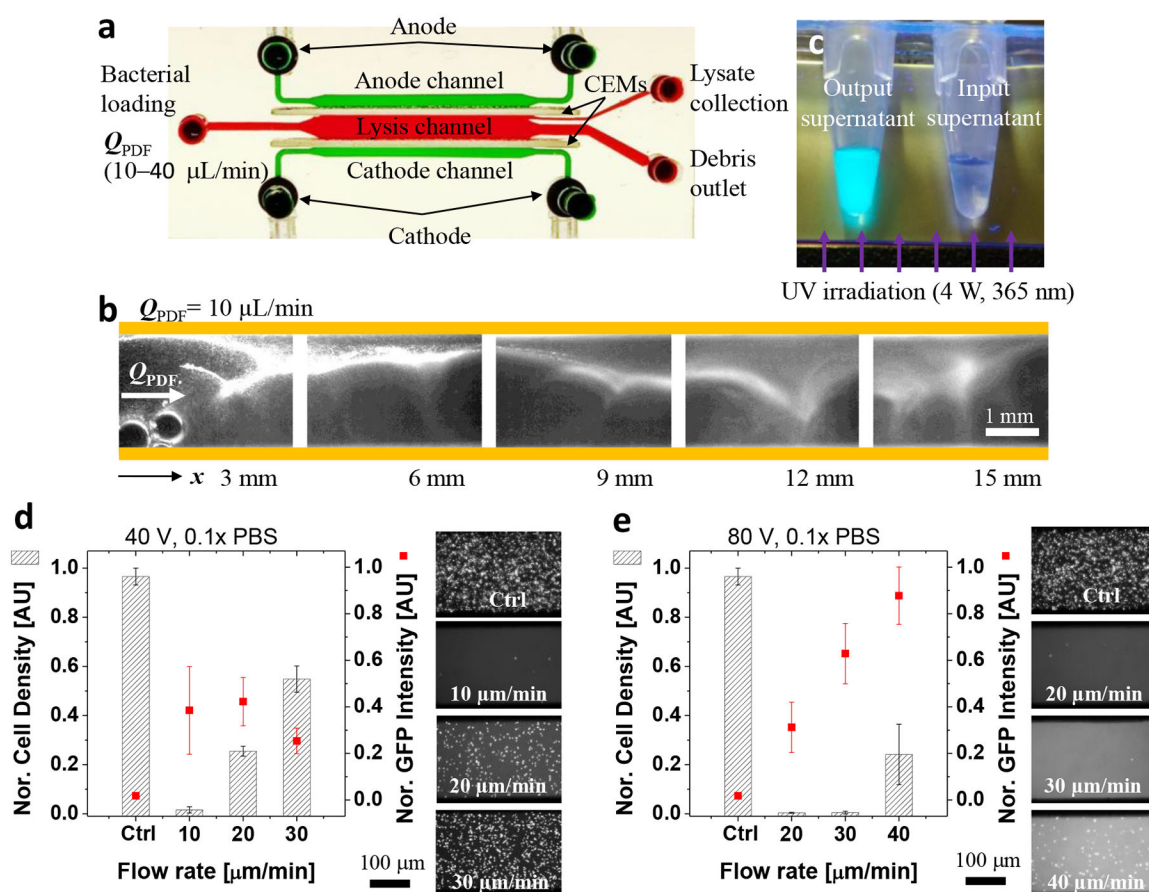 a
Anode
Bacterial
loading
Q_PDF
(10–40 µL/min)
Anode channel
CEMs
Lysis channel
Cathode channel
Cathode
Lysate
collection
Debris
outlet
c
Output
supernatant
Input
supernatant
UV irradiation (4 W, 365 nm)
b
Q_PDF= 10 µL/min
Q_PDF.
1 mm
x
3 mm
6 mm
9 mm
12 mm
15 mm
d
40 V, 0.1x PBS
Nor. Cell Density [AU]
1.0
0.8
0.6
0.4
0.2
0.0
Nor. GFP Intensity [AU]
1.0
0.8
0.6
0.4
0.2
0.0
Ctrl
10
20
30
Flow rate [µm/min]
100 µm
Ctrl
10 µm/min
20 µm/min
30 µm/min
e
80 V, 0.1x PBS
Nor. Cell Density [AU]
1.0
0.8
0.6
0.4
0.2
0.0
Nor. GFP Intensity [AU]
1.0
0.8
0.6
0.4
0.2
0.0
Ctrl
20
30
40
Flow rate [µm/min]
100 µm
Ctrl
20 µm/min
30 µm/min
40 µm/min